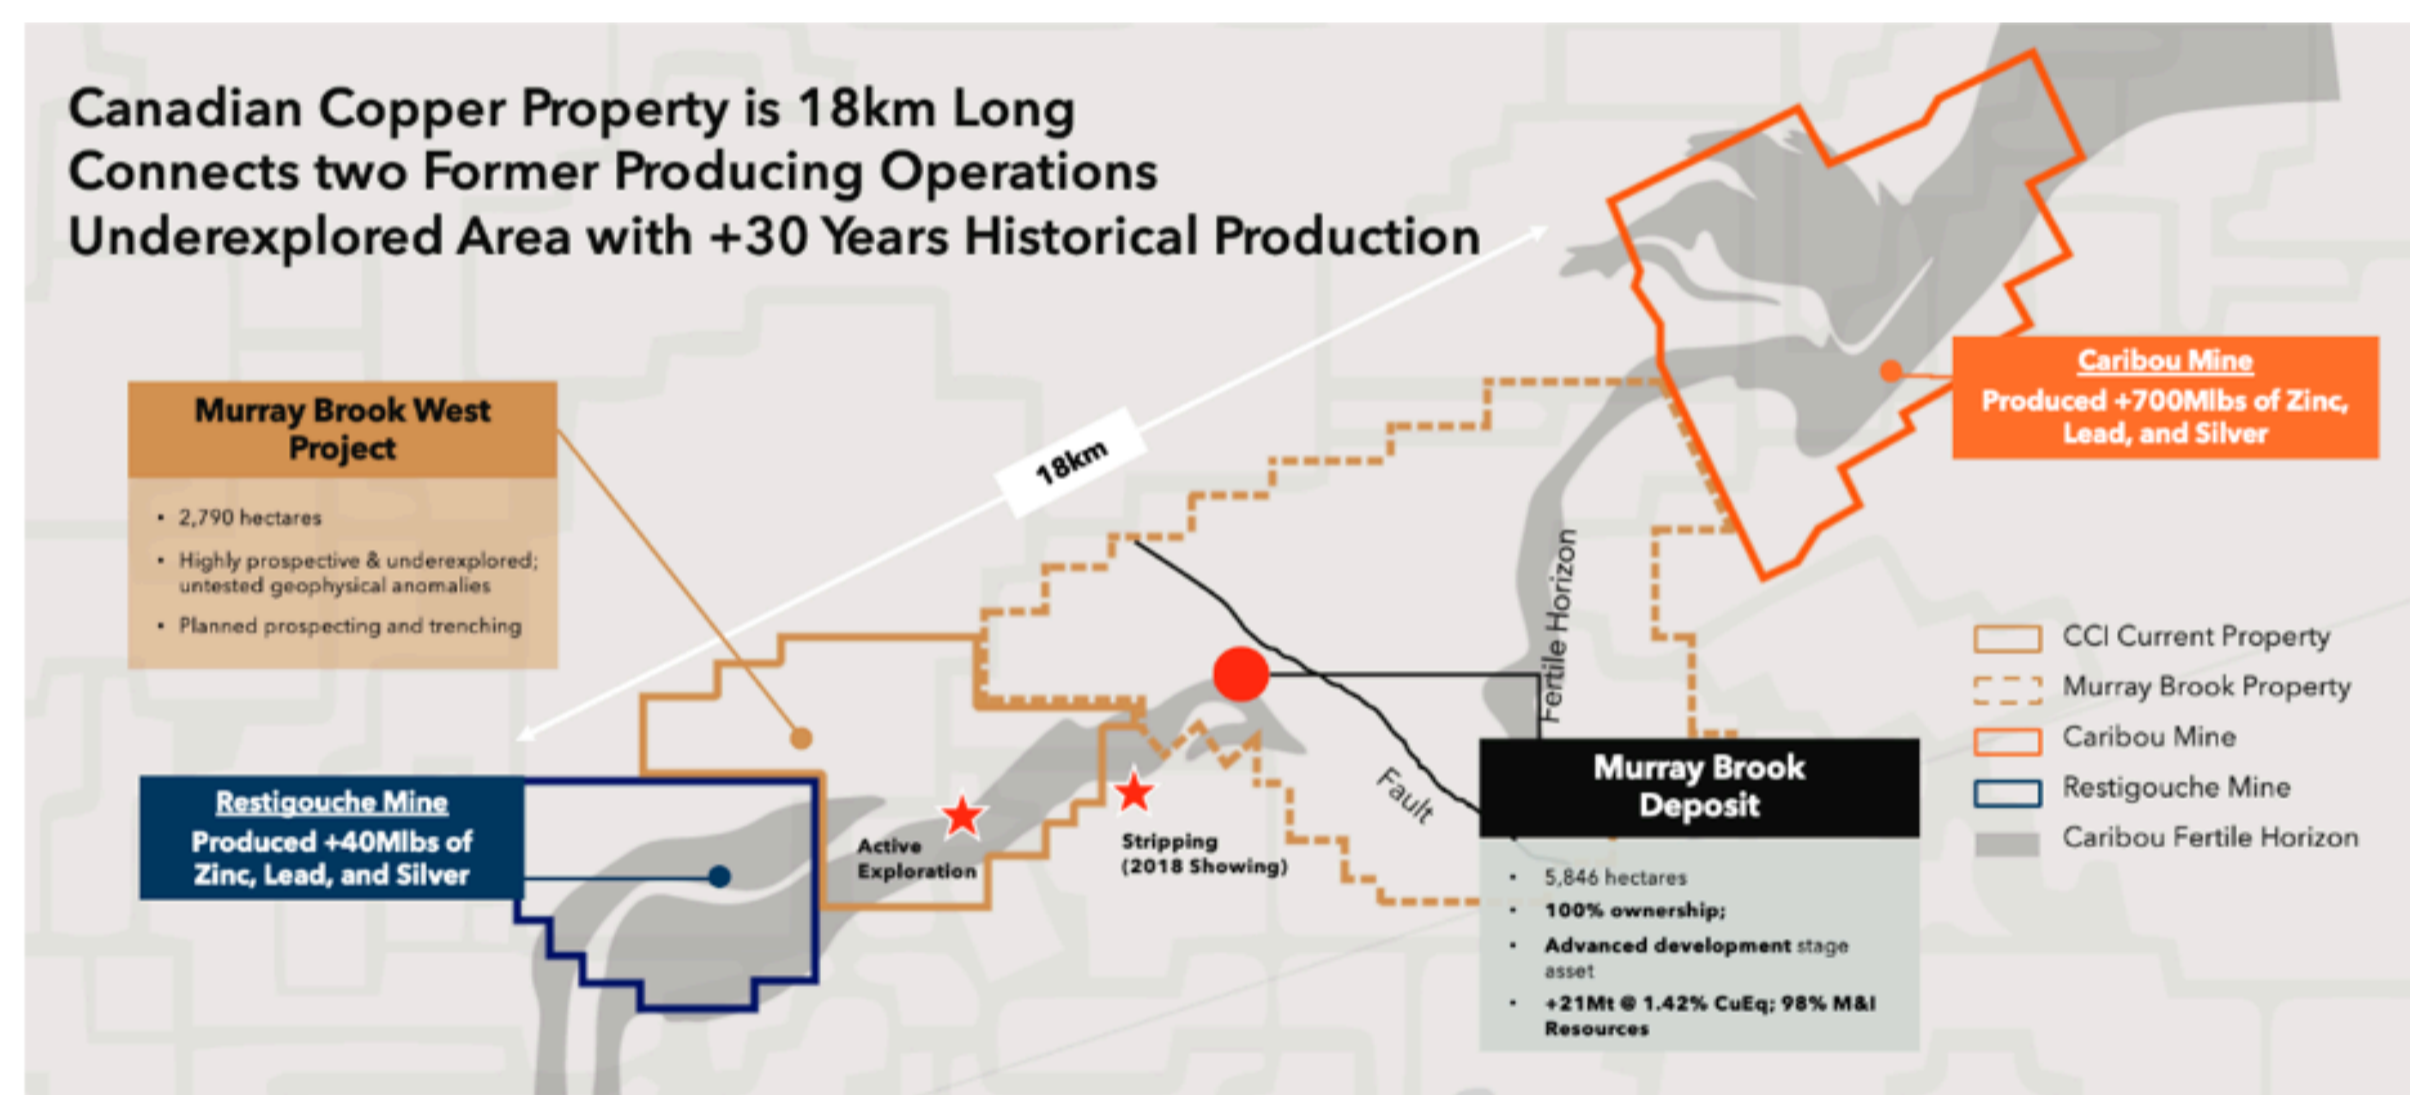 Canadian Copper Property is 18km Long
Connects two Former Producing Operations
Underexplored Area with +30 Years Historical Production
Murray Brook West
Project
• 2,790 hectares
• Highly prospective & underexplored;
untested geophysical anomalies
• Planned prospecting and trenching
18km
Caribou Mine
Produced +700Mlbs of Zinc,
Lead, and Silver
Fertile Horizon
Fault
Restigouche Mine
Produced +40Mlbs of
Zinc, Lead, and Silver
Active
Exploration
Stripping
(2018 Showing)
Murray Brook
Deposit
• 5,846 hectares
• 100% ownership;
• Advanced development stage
asset
• +21Mt @ 1.42% CuEq; 98% M&I
Resources
CCI Current Property
Murray Brook Property
Caribou Mine
Restigouche Mine
Caribou Fertile Horizon